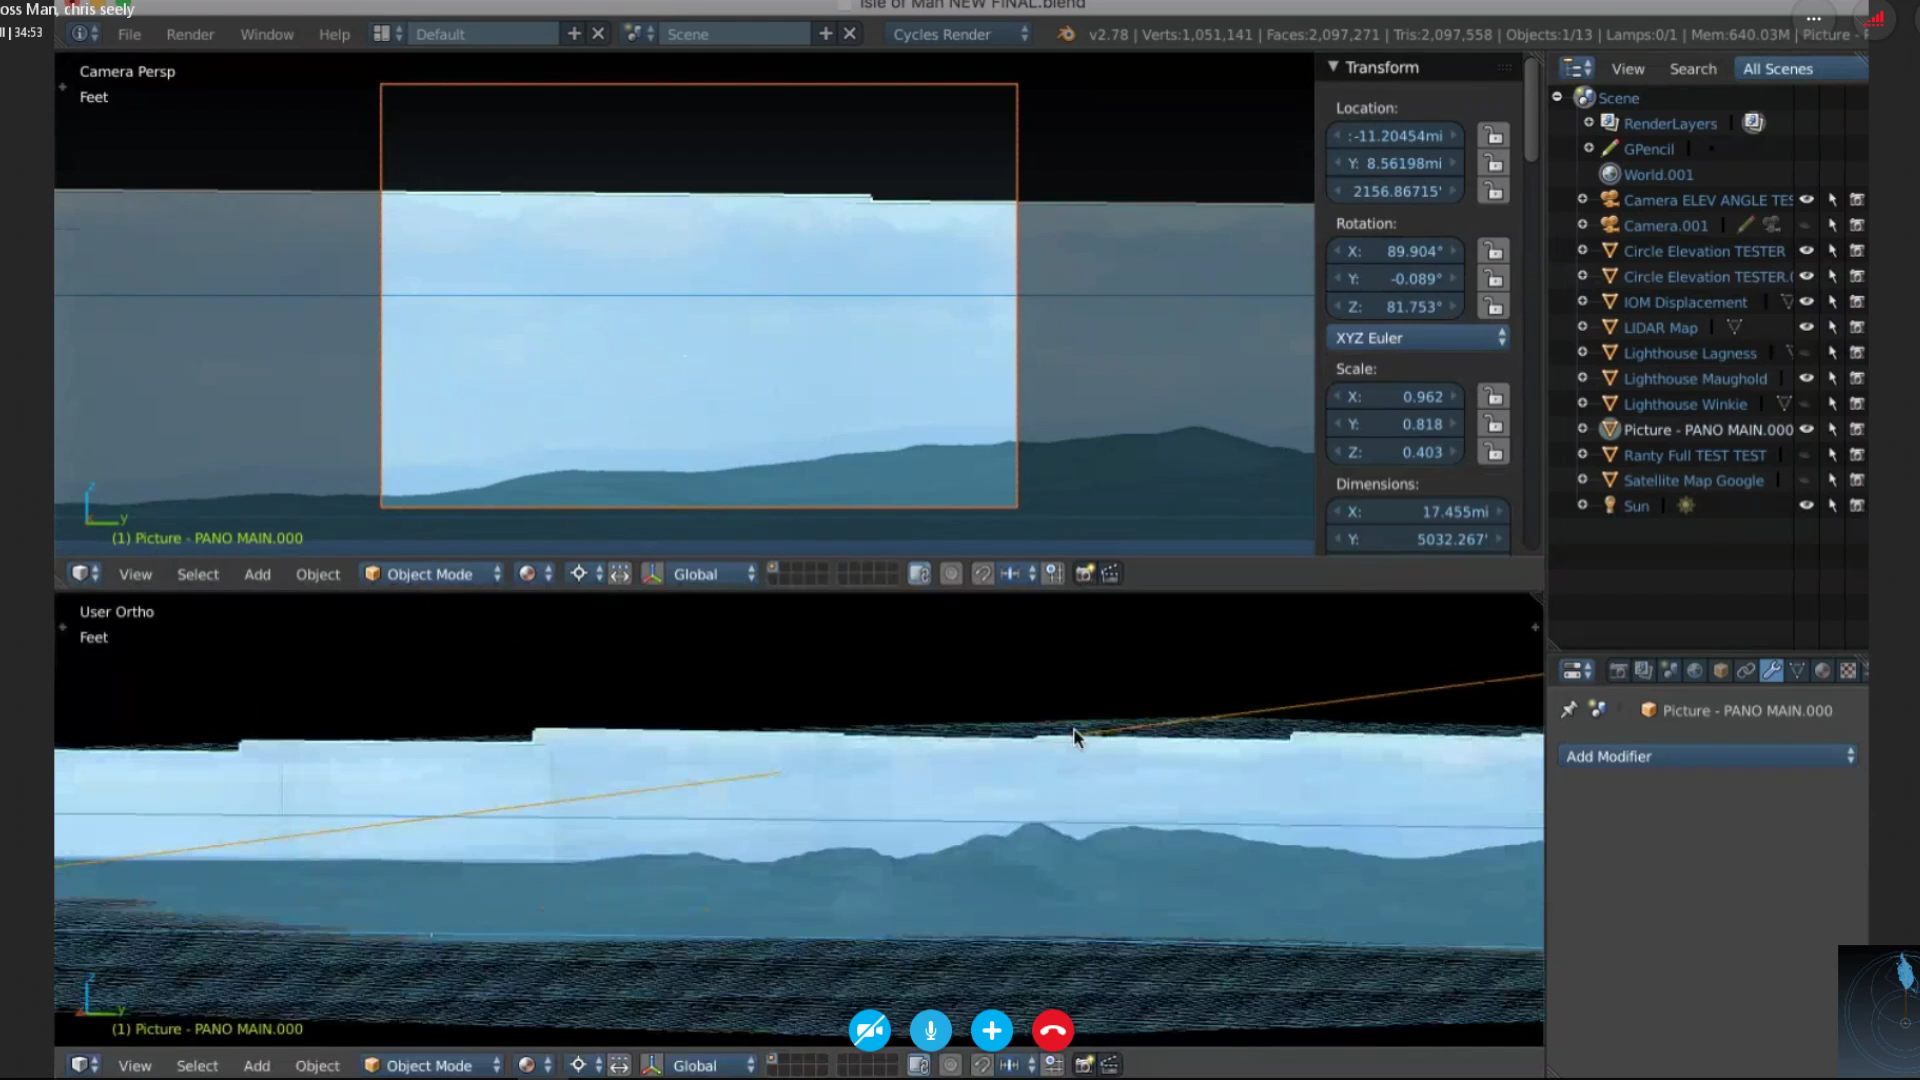 oss Man, chris seely
Isle of Man NEW FINAL.blend
ll | 34:53
File Render Window Help Default Scene Cycles Render v2.78 | Verts:1,051,141 | Faces:2,097,271 | Tris:2,097,558 | Objects:1/13 | Lamps:0/1 | Mem:640.03M | Picture - P
Camera Persp
Feet
(1) Picture - PANO MAIN.000
Transform
Location:
:-11.20454mi
Y: 8.56198mi
2156.86715'
Rotation:
X: 89.904°
Y: -0.089°
Z: 81.753°
XYZ Euler
Scale:
X: 0.962
Y: 0.818
Z: 0.403
Dimensions:
X: 17.455mi
Y: 5032.267'
View Search All Scenes
Scene
RenderLayers
GPencil
World.001
Camera ELEV ANGLE TES
Camera.001
Circle Elevation TESTER
Circle Elevation TESTER.0
IOM Displacement
LIDAR Map
Lighthouse Lagness
Lighthouse Maughold
Lighthouse Winkie
Picture - PANO MAIN.000
Ranty Full TEST TEST
Satellite Map Google
Sun
View Select Add Object Object Mode Global
User Ortho
Feet
(1) Picture - PANO MAIN.000
Picture - PANO MAIN.000
Add Modifier
View Select Add Object Object Mode Global